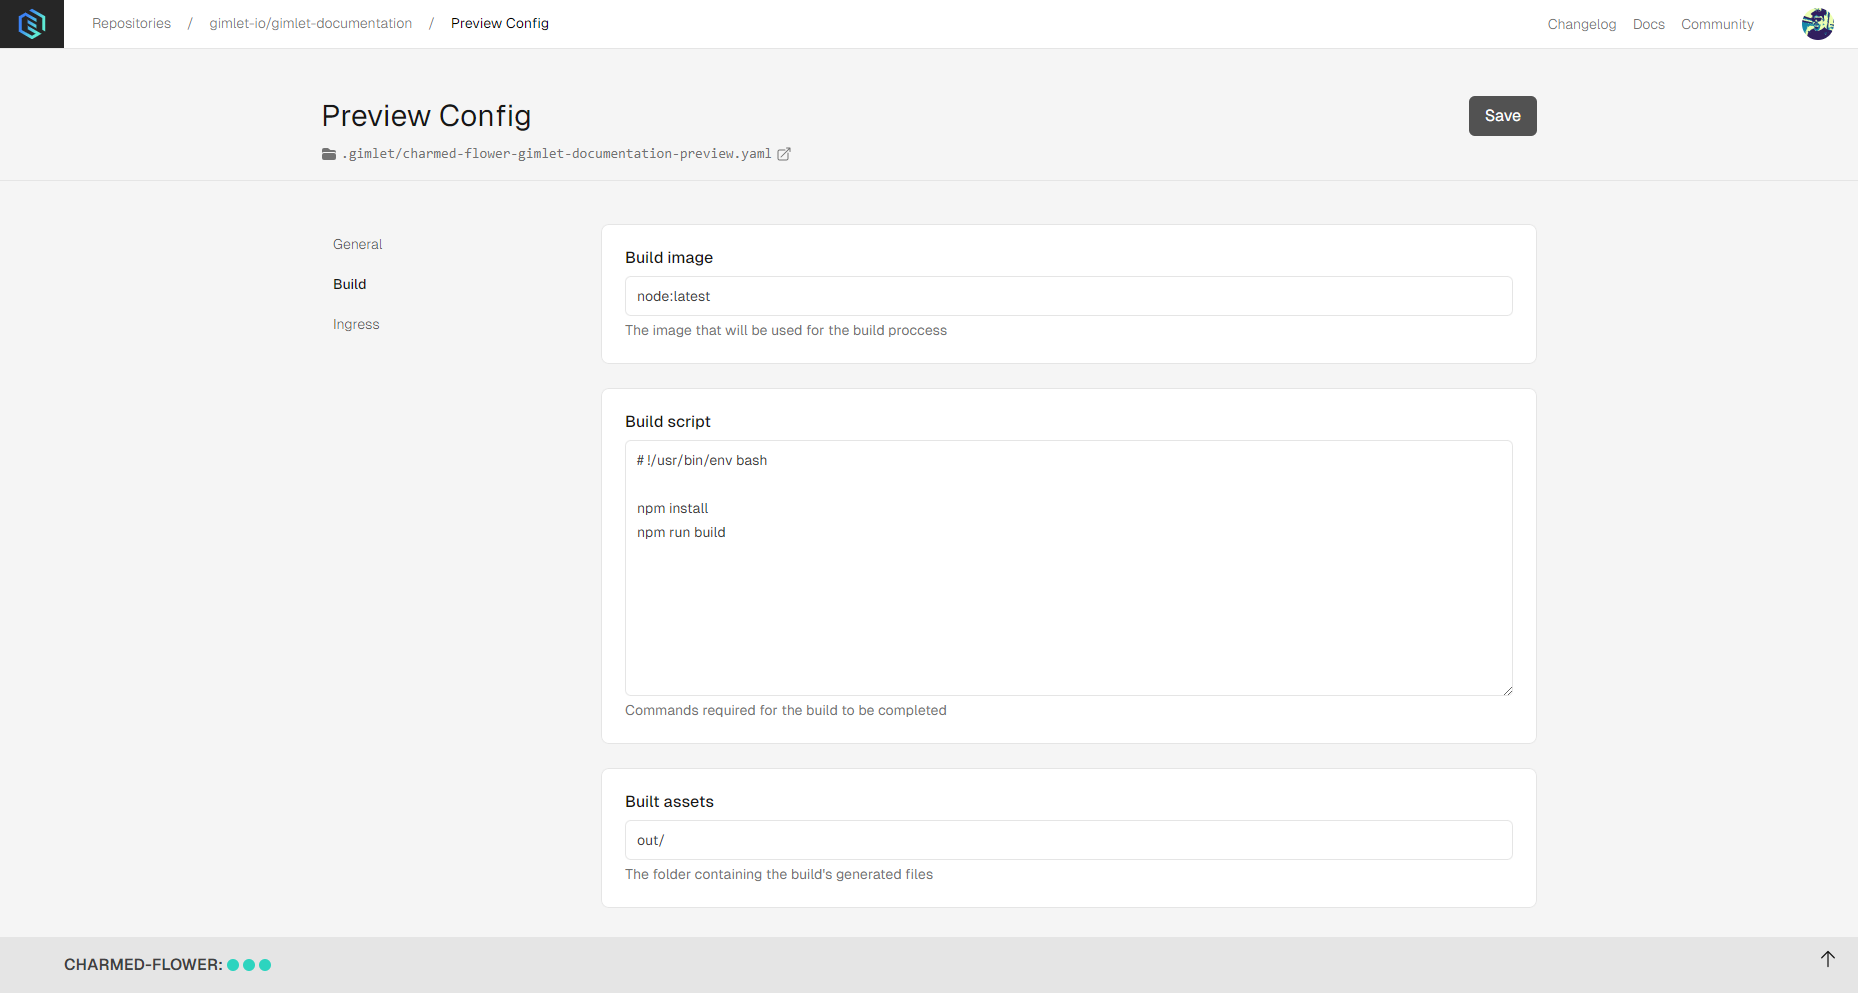 Repositories / gimlet-io/gimlet-documentation / Preview Config
Changelog Docs Community
Preview Config
Save
.gimlet/charmed-flower-gimlet-documentation-preview.yaml
General
Build
Ingress
Build image
node:latest
The image that will be used for the build proccess
Build script
#!/usr/bin/env bash
npm install
npm run build
Commands required for the build to be completed
Built assets
out/
The folder containing the build's generated files
CHARMED-FLOWER: